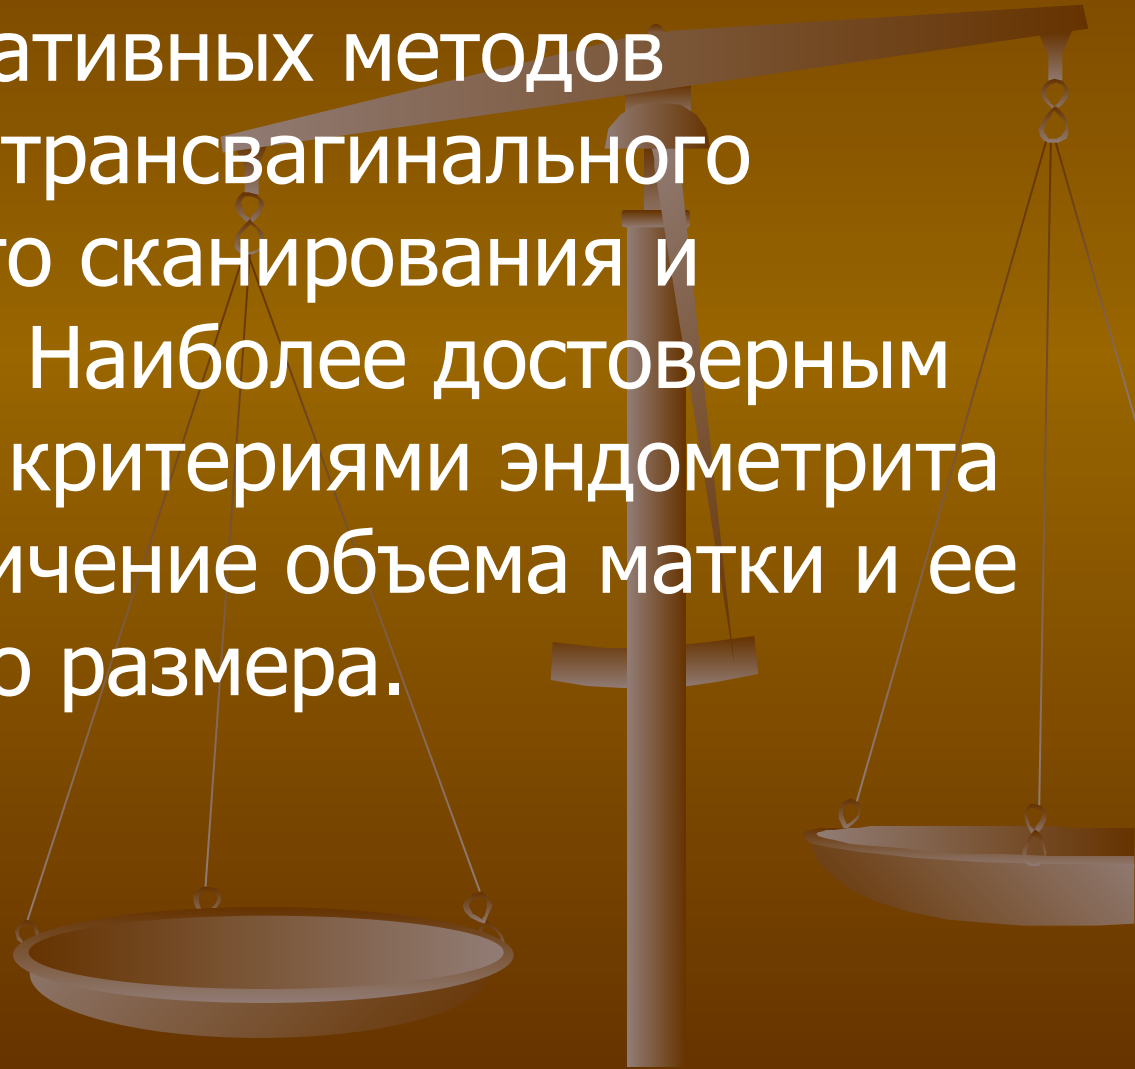 ативных методов
трансвагинального
го сканирования и
Наиболее достоверным
критериями эндометрита
ичение объема матки и ее
о размера.